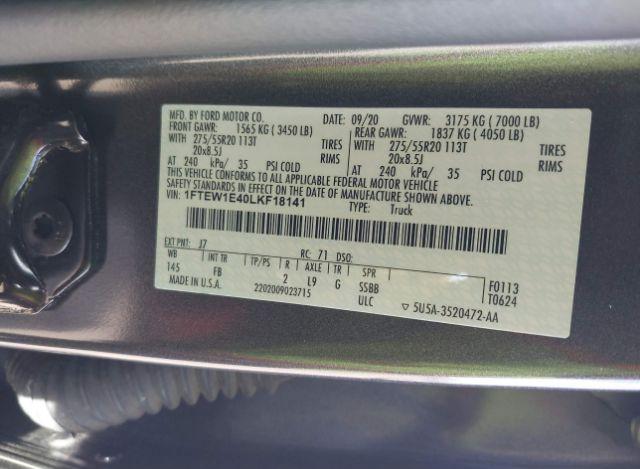 MFD. BY FORD MOTOR CO. 09/20 GVWR: 3175 KG ( 7000 LB)
FRONT GAWR: 1565 KG ( 3450 LB) REAR GAWR: 1837 KG ( 4050 LB)
WITH 275/55R20 113T TIRES WITH 275/55R20 113T TIRES
20x8.5J RIMS 20x8.5J RIMS
AT 240 kPa/ 35 PSI COLD AT 240 kPa/ 35 PSI COLD
THIS VEHICLE CONFORMS TO ALL APPLICABLE FEDERAL MOTOR VEHICLE
SAFETY STANDARDS IN EFFECT ON THE DATE OF MANUFACTURE SHOWN ABOVE.
VIN: 1FTEW1E40LKF18141 TYPE: Truck
EXT PNT: J7 RC: 71 DSO:
WB INT TR TP/PS R AXLE TR SPR
145 FB 2 L9 G SSBB F0113
ULC T0624
MADE IN U.S.A. 2202009023715 5U5A-3520472-AA